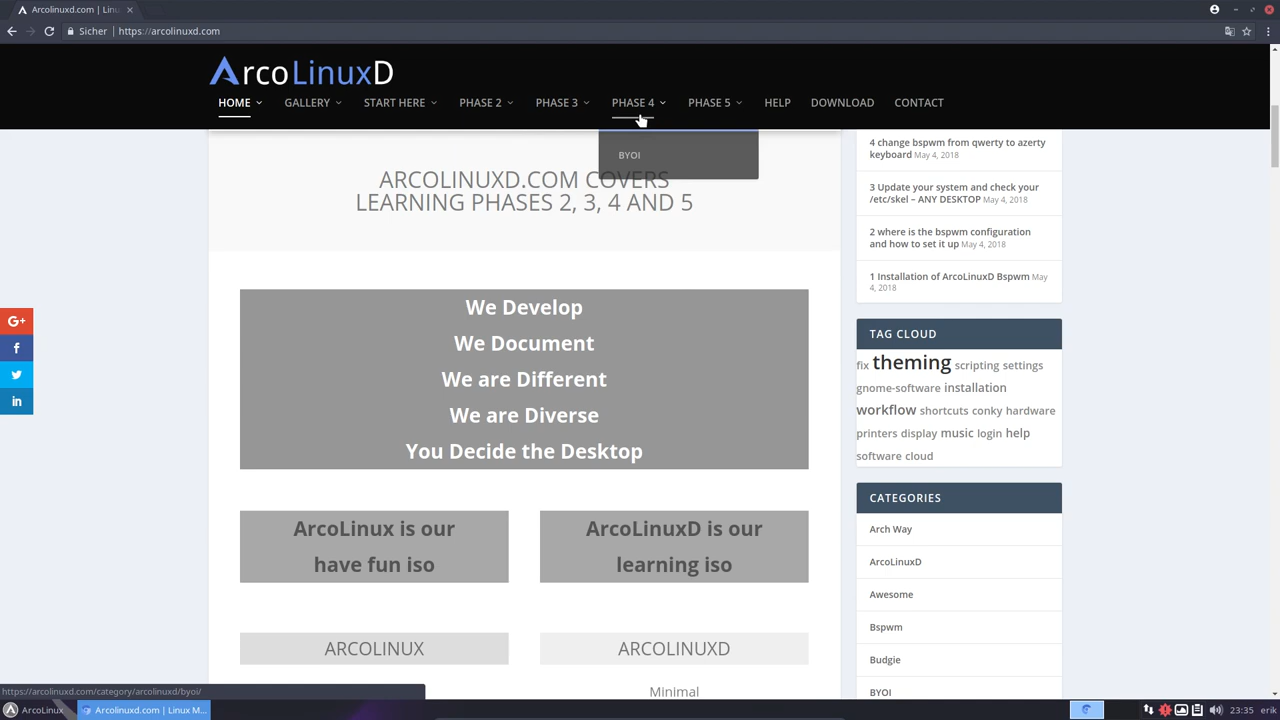 Arcolinuxd.com | Linu
Sicher
https://arcolinuxd.com
ArcoLinuxD
HOME
GALLERY
START HERE
PHASE 2
PHASE 3
PHASE 4
PHASE 5
HELP
DOWNLOAD
CONTACT
BYOI
ARCOLINUXD.COM COVERS
LEARNING PHASES 2, 3, 4 AND 5
We Develop
We Document
We are Different
We are Diverse
You Decide the Desktop
ArcoLinux is our
have fun iso
ArcoLinuxD is our
learning iso
ARCOLINUX
ARCOLINUXD
Minimal
4 change bspwm from qwerty to azerty
keyboard May 4, 2018
3 Update your system and check your
/etc/skel – ANY DESKTOP May 4, 2018
2 where is the bspwm configuration
and how to set it up May 4, 2018
1 Installation of ArcoLinuxD Bspwm May
4, 2018
TAG CLOUD
fix theming scripting settings
gnome-software installation
workflow shortcuts conky hardware
printers display music login help
software cloud
CATEGORIES
Arch Way
ArcoLinuxD
Awesome
Bspwm
Budgie
BYOI
G+
f
in
https://arcolinuxd.com/category/arcolinuxd/byoi/
ArcoLinux
Arcolinuxd.com | Linux M...
23:35
erik